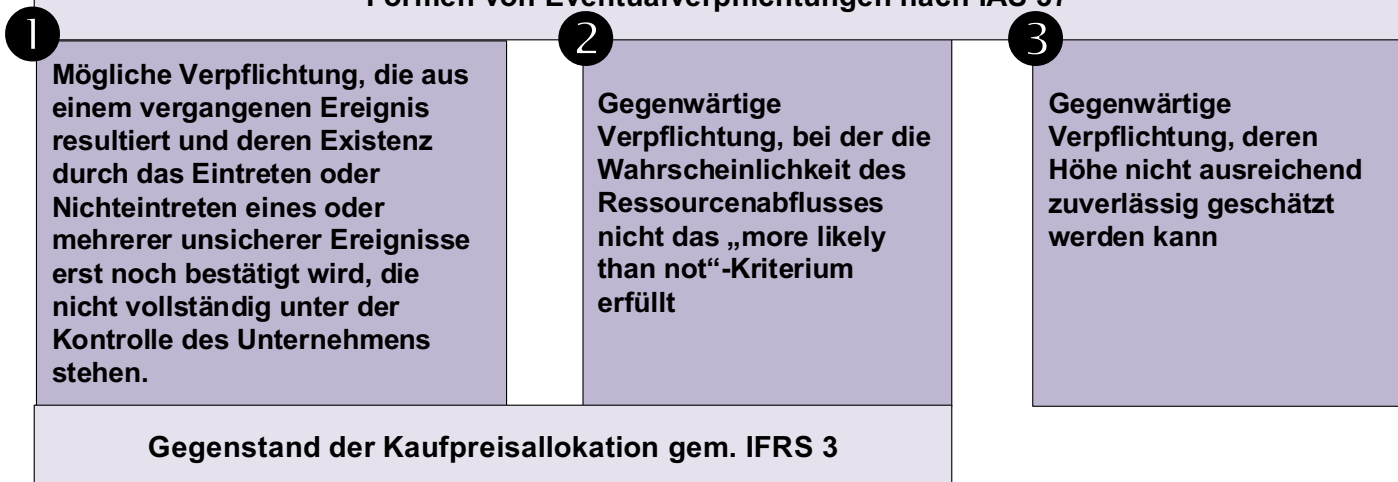 Formen von Eventualverpflichtungen nach IAS 37
1
Mögliche Verpflichtung, die aus
einem vergangenen Ereignis
resultiert und deren Existenz
durch das Eintreten oder
Nichteintreten eines oder
mehrerer unsicherer Ereignisse
erst noch bestätigt wird, die
nicht vollständig unter der
Kontrolle des Unternehmens
stehen.
2
Gegenwärtige
Verpflichtung, bei der die
Wahrscheinlichkeit des
Ressourcenabflusses
nicht das „more likely
than not“-Kriterium
erfüllt
3
Gegenwärtige
Verpflichtung, deren
Höhe nicht ausreichend
zuverlässig geschätzt
werden kann
Gegenstand der Kaufpreisallokation gem. IFRS 3